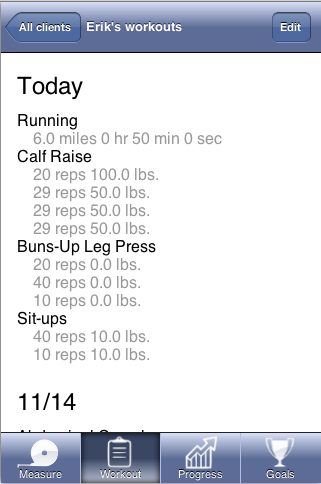 All clients
Erik's workouts
Edit
Today
Running
6.0 miles 0 hr 50 min 0 sec
Calf Raise
20 reps 100.0 lbs.
29 reps 50.0 lbs.
29 reps 50.0 lbs.
29 reps 50.0 lbs.
Buns-Up Leg Press
20 reps 0.0 lbs.
40 reps 0.0 lbs.
10 reps 0.0 lbs.
Sit-ups
40 reps 10.0 lbs.
10 reps 10.0 lbs.
11/14
Measure
Workout
Progress
Goals